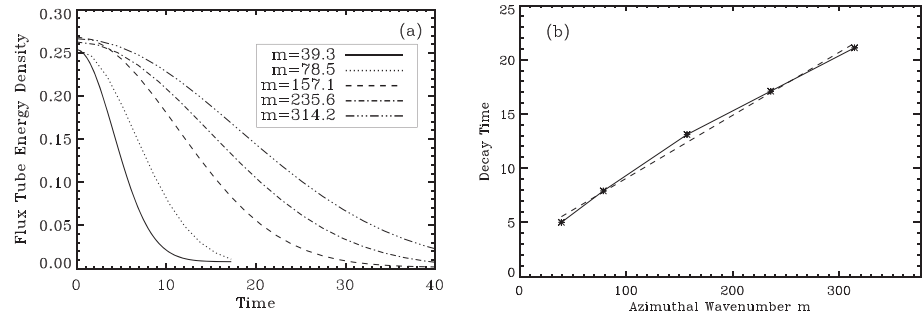 (a)
Flux Tube Energy Density
0.30
0.25
0.20
0.15
0.10
0.05
0.00
m=39.3
m=78.5
m=157.1
m=235.6
m=314.2
0 10 20 30 40
Time
(b)
Decay Time
25
20
15
10
5
0
0 100 200 300
Azimuthal Wavenumber m